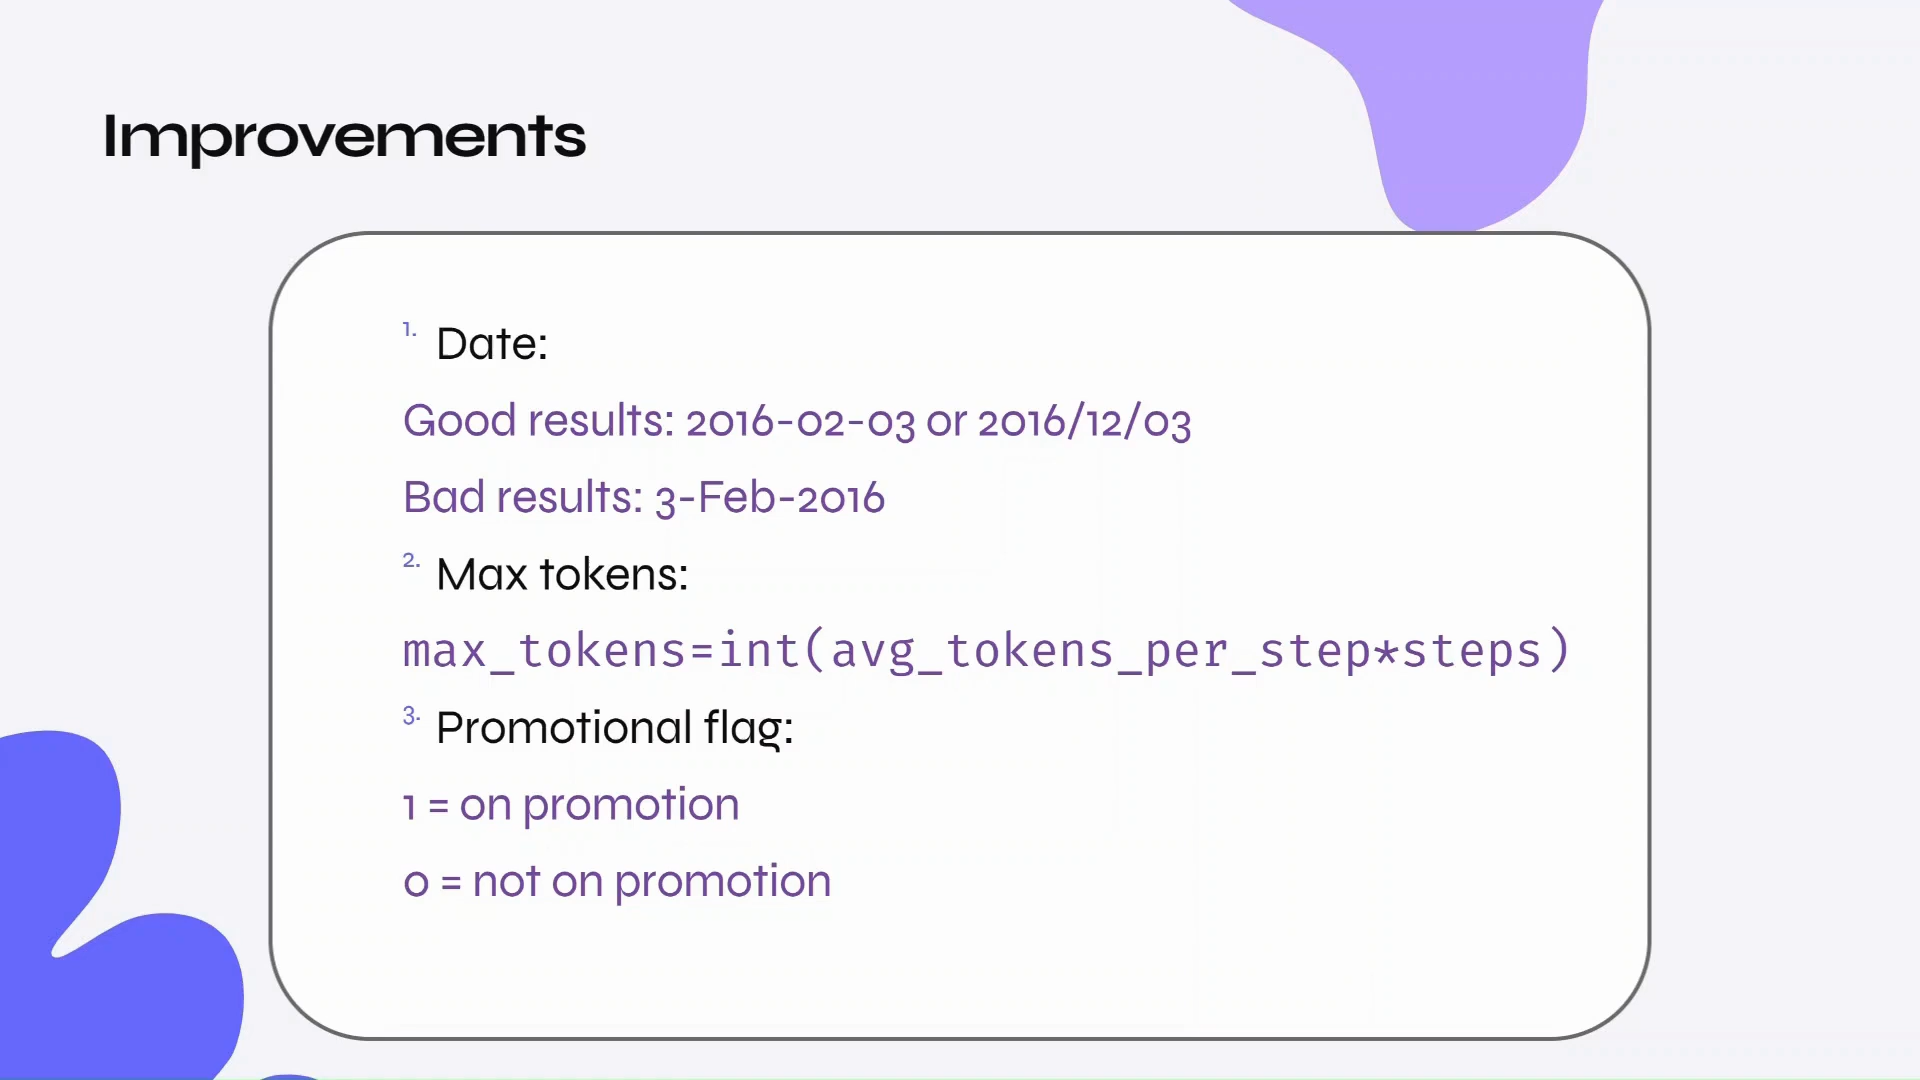 Improvements
1. Date:
Good results: 2016-02-03 or 2016/12/03
Bad results: 3-Feb-2016
2. Max tokens:
max_tokens=int(avg_tokens_per_step*steps)
3. Promotional flag:
1 = on promotion
0 = not on promotion